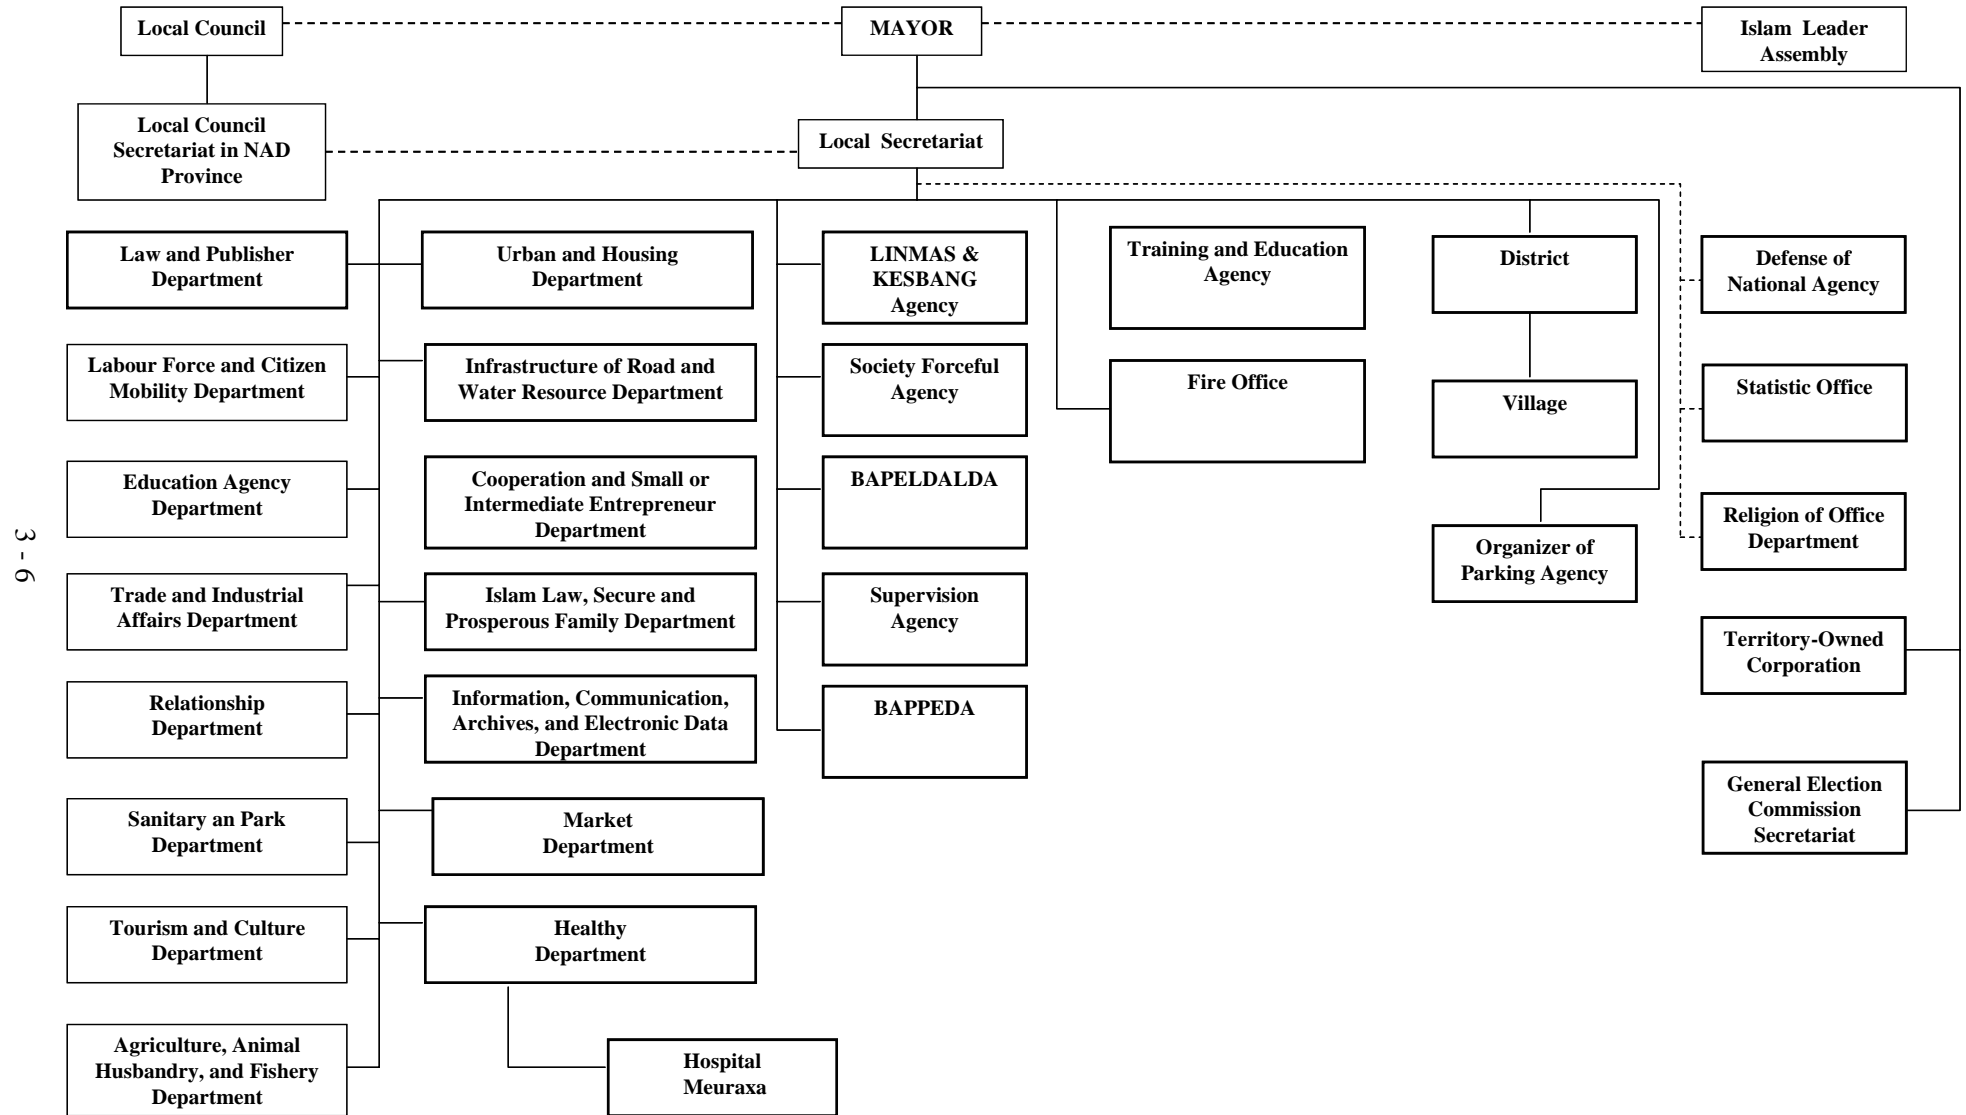 Local Council
MAYOR
Islam Leader
Assembly
Local Council
Secretariat in NAD
Province
Local Secretariat
Law and Publisher
Department
Urban and Housing
Department
LINMAS &
KESBANG
Agency
Training and Education
Agency
District
Defense of
National Agency
Labour Force and Citizen
Mobility Department
Infrastructure of Road and
Water Resource Department
Society Forceful
Agency
Fire Office
Village
Statistic Office
Education Agency
Department
Cooperation and Small or
Intermediate Entrepreneur
Department
BAPELDALDA
Organizer of
Parking Agency
Religion of Office
Department
Trade and Industrial
Affairs Department
Islam Law, Secure and
Prosperous Family Department
Supervision
Agency
Territory-Owned
Corporation
Relationship
Department
Information, Communication,
Archives, and Electronic Data
Department
BAPPEDA
General Election
Commission
Secretariat
Sanitary an Park
Department
Market
Department
Tourism and Culture
Department
Healthy
Department
Agriculture, Animal
Husbandry, and Fishery
Department
Hospital
Meuraxa
3 - 6